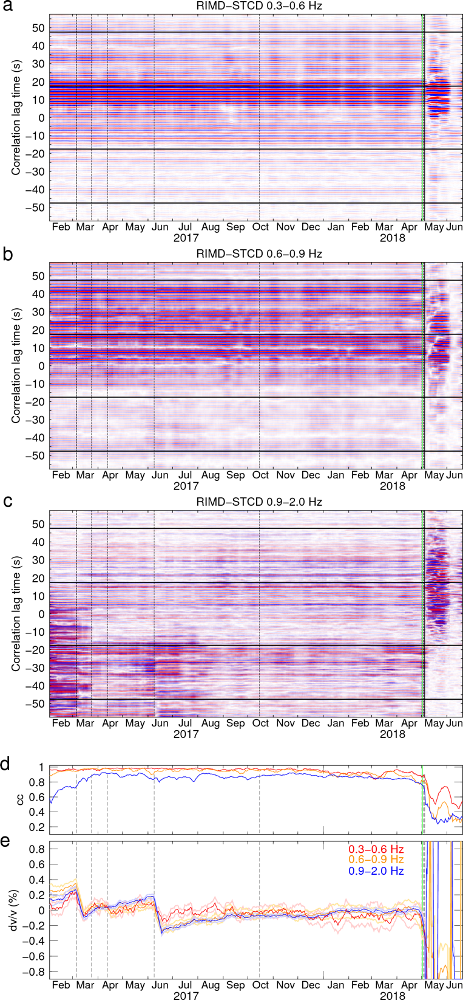 a
RIMD−STCD 0.3−0.6 Hz
Correlation lag time (s)
50
40
30
20
10
0
−10
−20
−30
−40
−50
Feb Mar Apr May Jun Jul Aug Sep Oct Nov Dec Jan Feb Mar Apr May Jun
2017 2018
b
RIMD−STCD 0.6−0.9 Hz
Correlation lag time (s)
50
40
30
20
10
0
−10
−20
−30
−40
−50
Feb Mar Apr May Jun Jul Aug Sep Oct Nov Dec Jan Feb Mar Apr May Jun
2017 2018
c
RIMD−STCD 0.9−2.0 Hz
Correlation lag time (s)
50
40
30
20
10
0
−10
−20
−30
−40
−50
Feb Mar Apr May Jun Jul Aug Sep Oct Nov Dec Jan Feb Mar Apr May Jun
2017 2018
d
cc
1
0.8
0.6
0.4
0.2
e
dv/v (%)
0.8
0.6
0.4
0.2
0
−0.2
−0.4
−0.6
−0.8
0.3−0.6 Hz
0.6−0.9 Hz
0.9−2.0 Hz
Feb Mar Apr May Jun Jul Aug Sep Oct Nov Dec Jan Feb Mar Apr May Jun
2017 2018